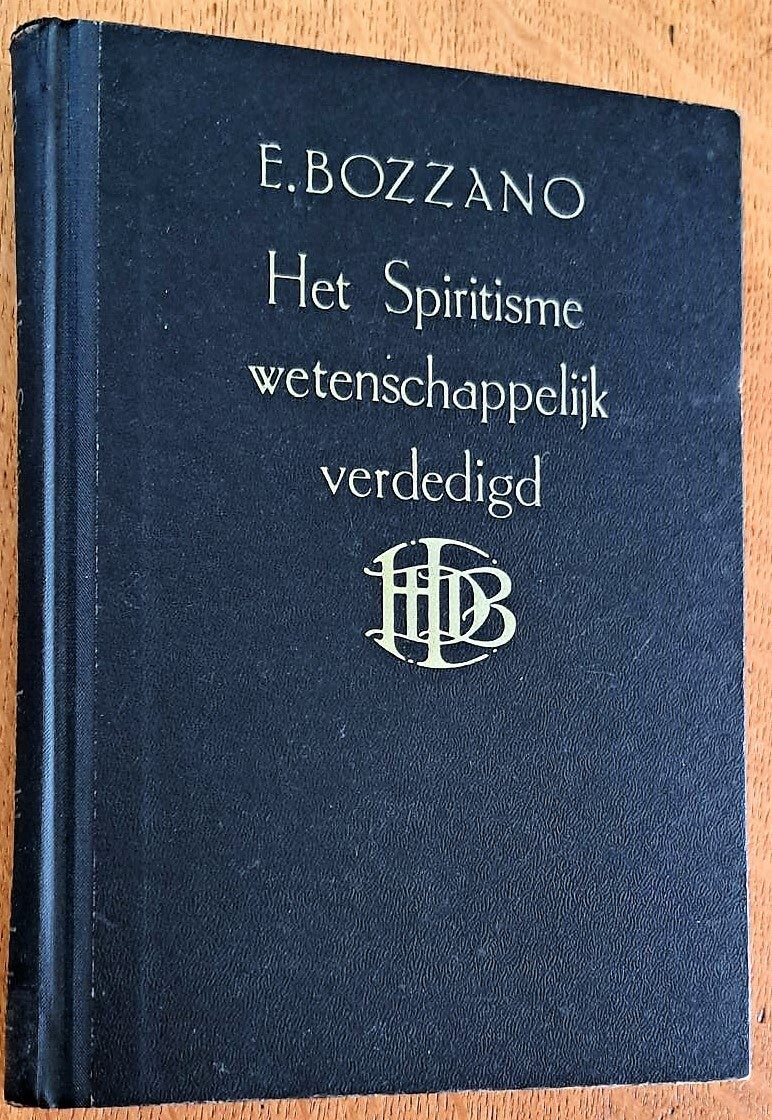 E. BOZZANO
Het Spiritisme
wetenschappelijk
verdedigd